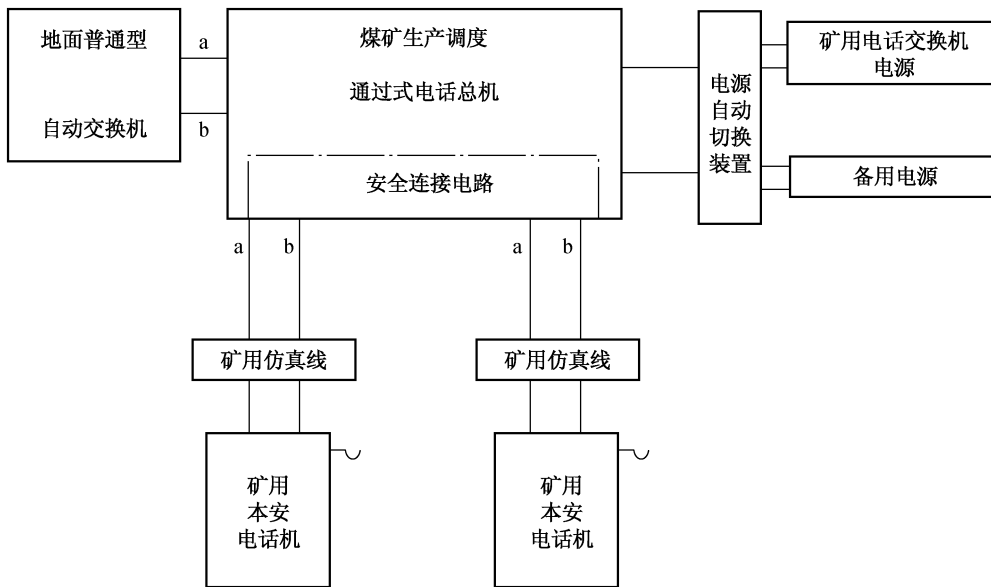 地面普通型
自动交换机
a
b
煤矿生产调度
通过式电话总机
安全连接电路
电源
自动
切换
装置
矿用电话交换机
电源
备用电源
a
b
a
b
矿用仿真线
矿用仿真线
矿用
本安
电话机
矿用
本安
电话机